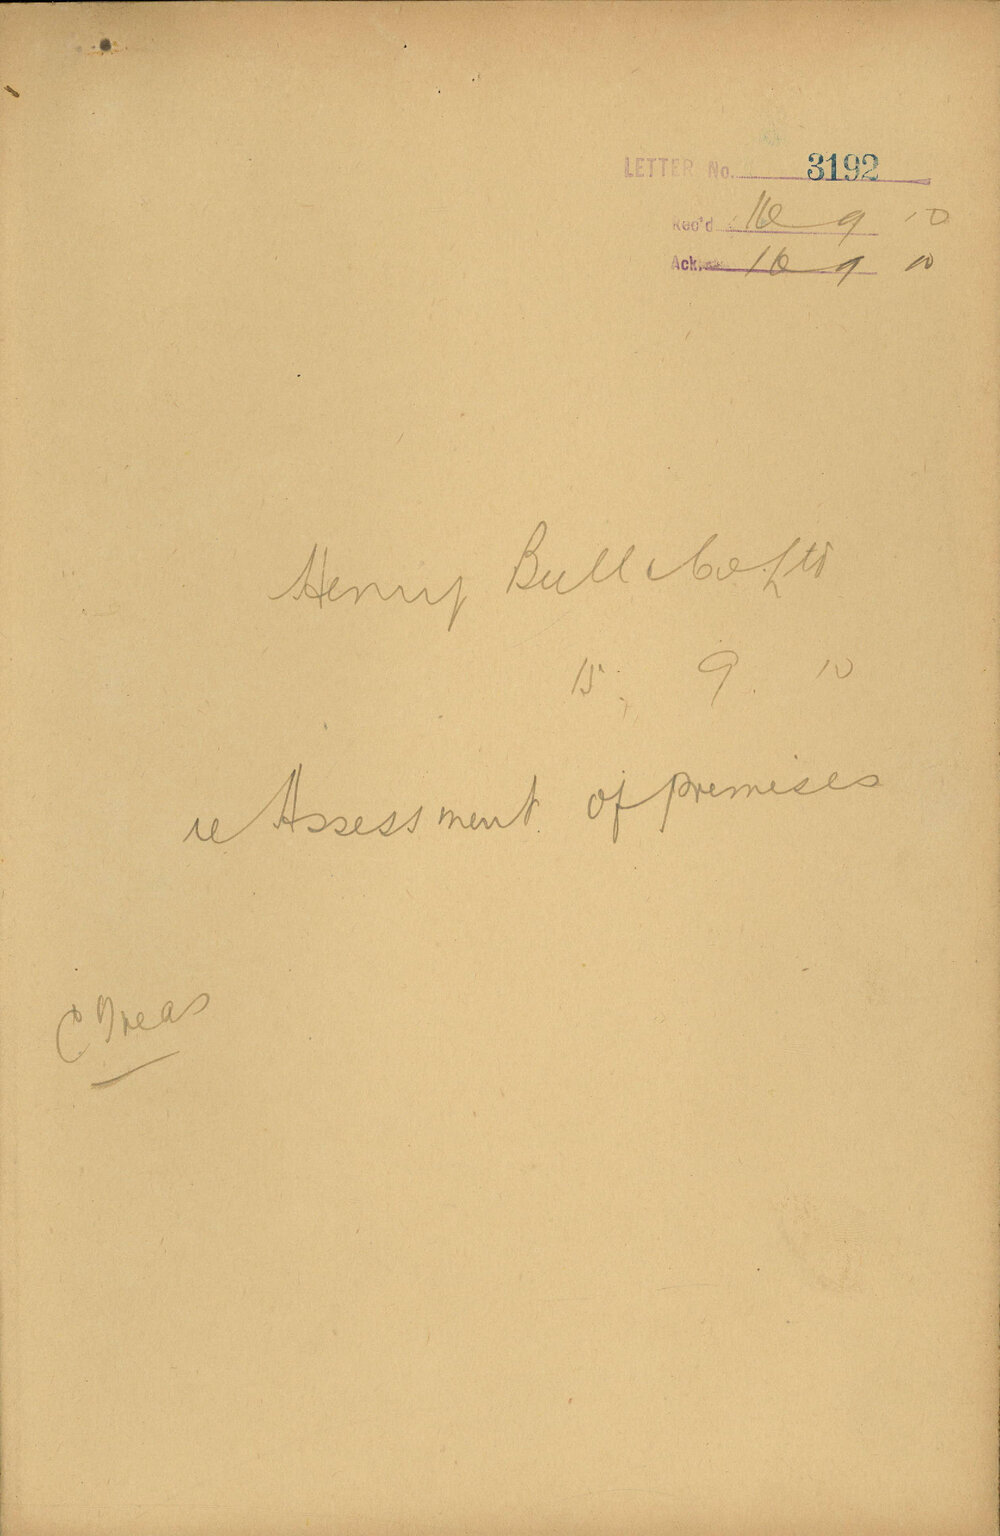 LETTER No. 3192
Rec'd 16 9 10
Ack. 16 9 10
Henry Bull & Co Ltd
15. 9. 10
re Assessment of premises
C Treas